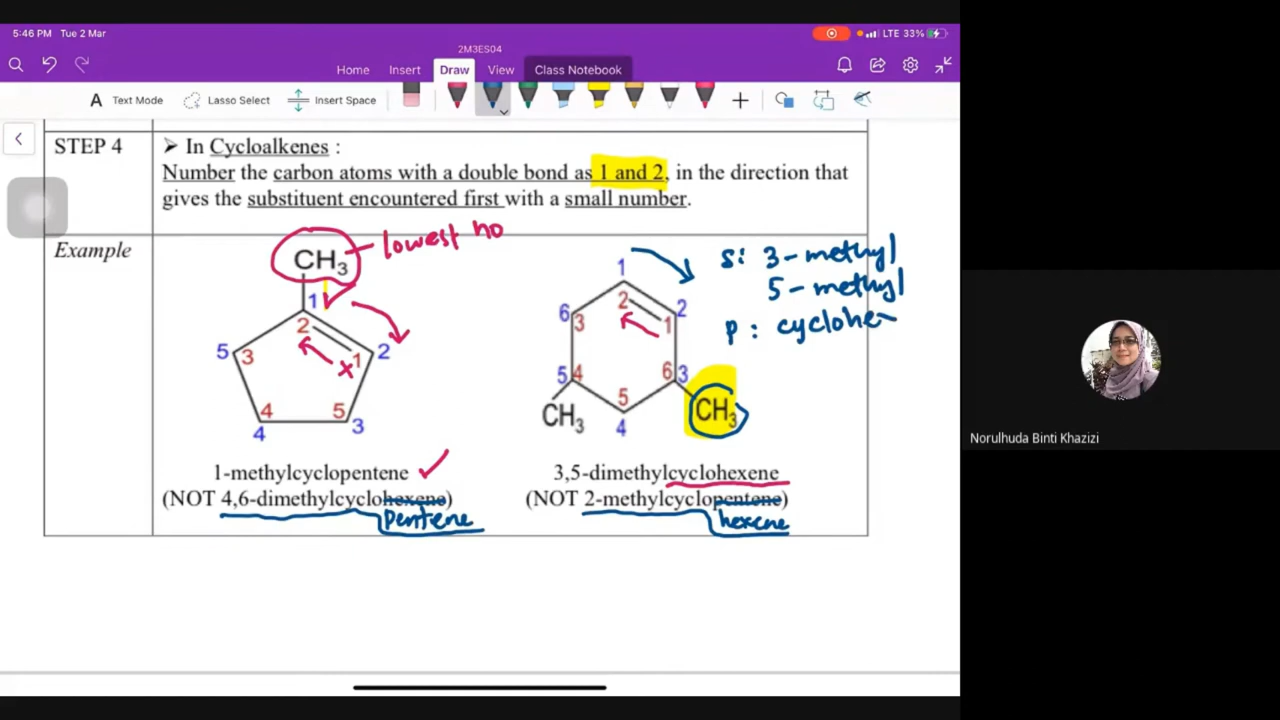 5:46 PM Tue 2 Mar
LTE 33%
2M3ES04
Home Insert Draw View Class Notebook
A Text Mode Lasso Select Insert Space
STEP 4
➤ In Cycloalkenes :
Number the carbon atoms with a double bond as 1 and 2, in the direction that
gives the substituent encountered first with a small number.
Example
CH3 - lowest no
1
2
x1 2
5 3
4 5
4 3
1-methylcyclopentene ✓
(NOT 4,6-dimethylcyclohexene)
pentene
1
2
1 2
6 3
5 4
6 3
5
4
CH3
CH3
s: 3-methyl
5-methyl
p: cyclohe
3,5-dimethylcyclohexene
(NOT 2-methylcyclopentene)
hexene
Norulhuda Binti Khazizi